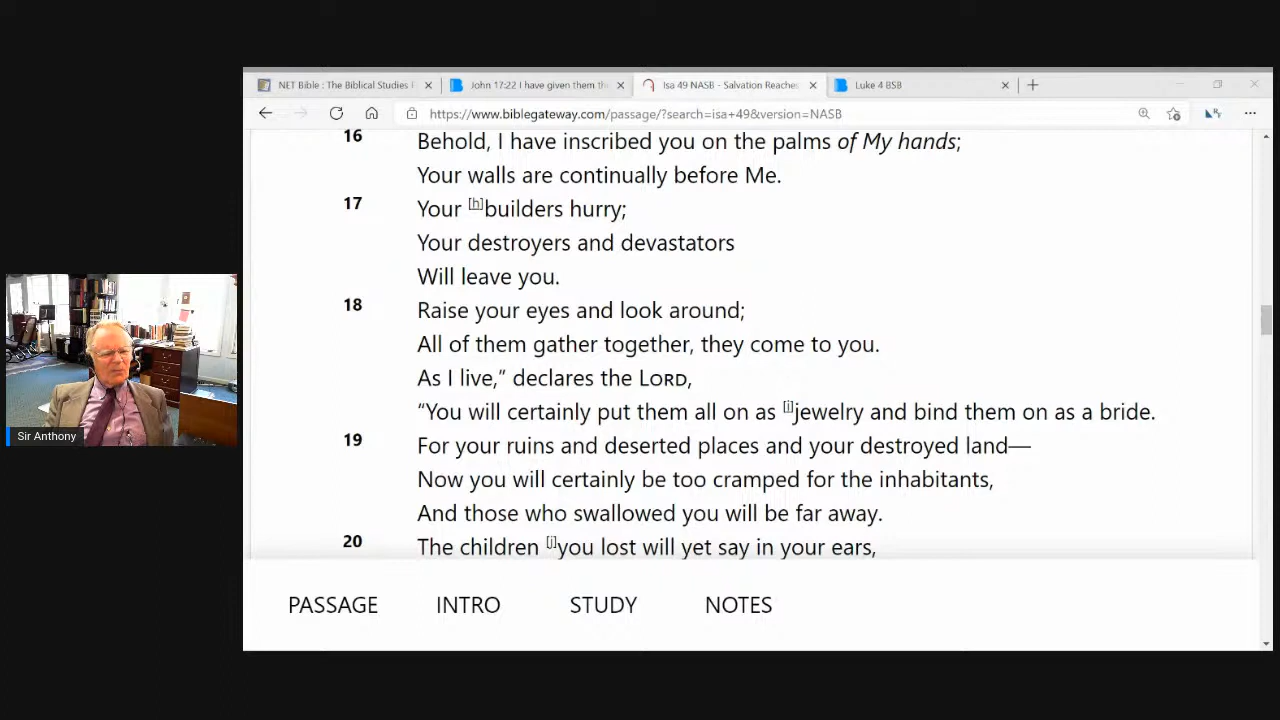 NET Bible : The Biblical Studies
John 17:22 I have given them th
Isa 49 NASB - Salvation Reaches
Luke 4 BSB
https://www.biblegateway.com/passage/?search=isa+49&version=NASB
16 Behold, I have inscribed you on the palms of My hands;
Your walls are continually before Me.
17 Your [h]builders hurry;
Your destroyers and devastators
Will leave you.
18 Raise your eyes and look around;
All of them gather together, they come to you.
As I live,” declares the LORD,
“You will certainly put them all on as [i]jewelry and bind them on as a bride.
19 For your ruins and deserted places and your destroyed land—
Now you will certainly be too cramped for the inhabitants,
And those who swallowed you will be far away.
20 The children [j]you lost will yet say in your ears,
PASSAGE INTRO STUDY NOTES
Sir Anthony